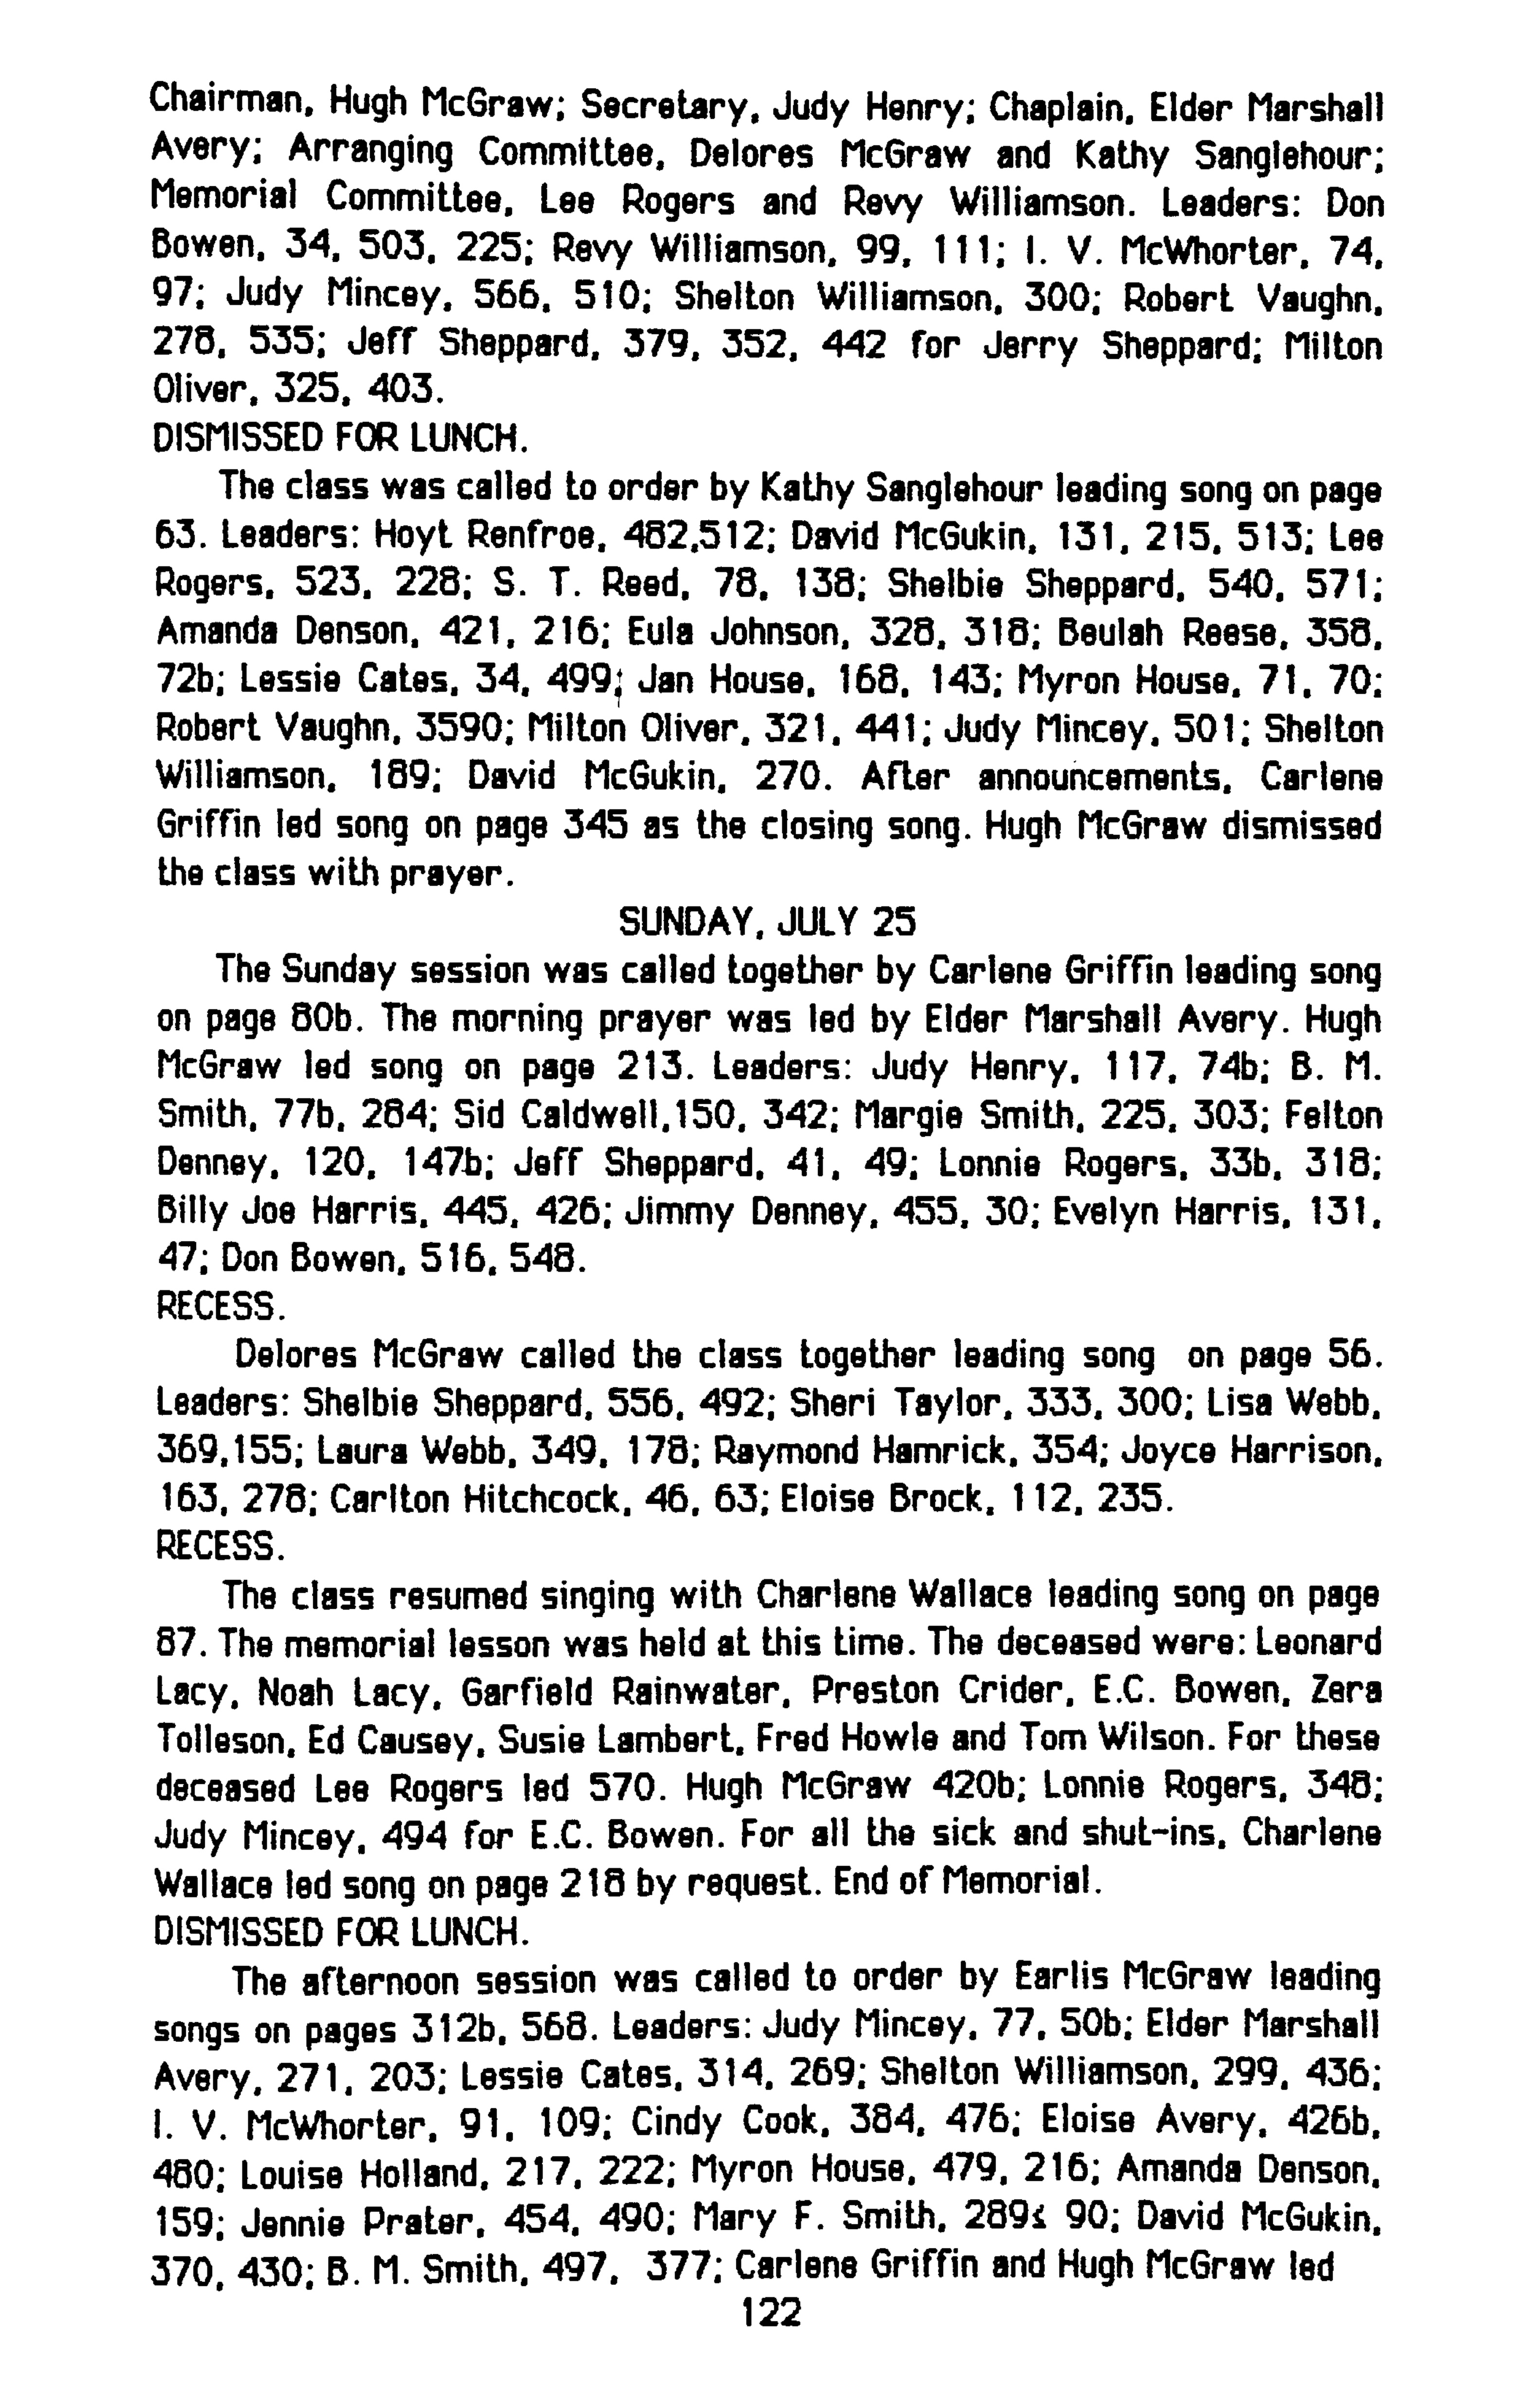 Chairman, Hugh McGraw; Secretary, Judy Henry; Chaplain, Elder Marshall
Avery; Arranging Committee, Delores McGraw and Kathy Sanglehour;
Memorial Committee, Lee Rogers and Revy Williamson. Leaders: Don
Bowen, 34, 503, 225; Revy Williamson, 99, 111; I. V. McWhorter, 74,
97; Judy Mincey, 566, 510; Shelton Williamson, 300; Robert Vaughn,
278, 535; Jeff Sheppard, 379, 352, 442 for Jerry Sheppard; Milton
Oliver, 325, 403.
DISMISSED FOR LUNCH.
The class was called to order by Kathy Sanglehour leading song on page
63. Leaders: Hoyt Renfroe, 482,512; David McGukin, 131, 215, 513; Lee
Rogers, 523, 228; S. T. Reed, 78, 138; Shelbie Sheppard, 540, 571;
Amanda Denson, 421, 216; Eula Johnson, 328, 318; Beulah Reese, 358,
72b; Lessie Cates, 34, 499; Jan House, 168, 143; Myron House, 71, 70;
Robert Vaughn, 3590; Milton Oliver, 321, 441; Judy Mincey, 501; Shelton
Williamson, 189; David McGukin, 270. After announcements, Carlene
Griffin led song on page 345 as the closing song. Hugh McGraw dismissed
the class with prayer.
SUNDAY, JULY 25
The Sunday session was called together by Carlene Griffin leading song
on page 80b. The morning prayer was led by Elder Marshall Avery. Hugh
McGraw led song on page 213. Leaders: Judy Henry, 117, 74b; B. M.
Smith, 77b, 284; Sid Caldwell,150, 342; Margie Smith, 225, 303; Felton
Denney, 120, 147b; Jeff Sheppard, 41, 49; Lonnie Rogers, 33b, 318;
Billy Joe Harris, 445, 426; Jimmy Denney, 455, 30; Evelyn Harris, 131,
47; Don Bowen, 516, 548.
RECESS.
Delores McGraw called the class together leading song on page 56.
Leaders: Shelbie Sheppard, 556, 492; Sheri Taylor, 333, 300; Lisa Webb,
369,155; Laura Webb, 349, 178; Raymond Hamrick, 354; Joyce Harrison,
163, 278; Carlton Hitchcock, 46, 63; Eloise Brock, 112, 235.
RECESS.
The class resumed singing with Charlene Wallace leading song on page
87. The memorial lesson was held at this time. The deceased were: Leonard
Lacy, Noah Lacy, Garfield Rainwater, Preston Crider, E.C. Bowen, Zera
Tolleson, Ed Causey, Susie Lambert, Fred Howle and Tom Wilson. For these
deceased Lee Rogers led 570. Hugh McGraw 420b; Lonnie Rogers, 348;
Judy Mincey, 494 for E.C. Bowen. For all the sick and shut-ins, Charlene
Wallace led song on page 218 by request. End of Memorial.
DISMISSED FOR LUNCH.
The afternoon session was called to order by Earlis McGraw leading
songs on pages 312b, 568. Leaders: Judy Mincey, 77, 50b; Elder Marshall
Avery, 271, 203; Lessie Cates, 314, 269; Shelton Williamson, 299, 436;
I. V. McWhorter, 91, 109; Cindy Cook, 384, 476; Eloise Avery, 426b,
480; Louise Holland, 217, 222; Myron House, 479, 216; Amanda Denson,
159; Jennie Prater, 454, 490; Mary F. Smith, 289; 90; David McGukin,
370, 430; B. M. Smith, 497, 377; Carlene Griffin and Hugh McGraw led
122